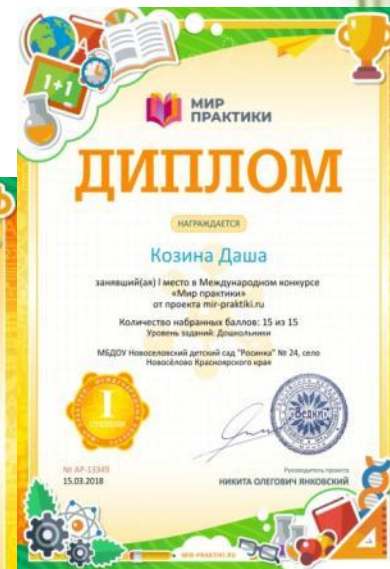 1+1
МИР
ПРАКТИКИ
ДИПЛОМ
НАГРАЖДАЕТСЯ
Козина Даша
занявший(ая) I место в Международном конкурсе
«Мир практики»
от проекта mir-praktiki.ru
Количество набранных баллов: 15 из 15
Уровень заданий: Дошкольники
МБДОУ Новоселовский детский сад "Росинка" № 24, село
Новосёлово Красноярского края
I
СТЕПЕНИ
№ АР-13349
15.03.2018
Руководитель проекта
НИКИТА ОЛЕГОВИЧ ЯНКОВСКИЙ
MIR-PRAKTIKI.RU